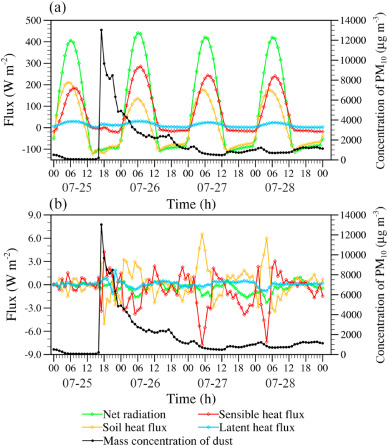 (a)
500
400
300
200
100
0
-100
Flux (W m-2)
14000
12000
10000
8000
6000
4000
2000
0
Concentration of PM10 (µg m-3)
00 06 12 18 00 06 12 18 00 06 12 18 00 06 12 18 00
07-25 07-26 07-27 07-28
Time (h)
(b)
9.0
6.0
3.0
0.0
-3.0
-6.0
-9.0
Flux (W m-2)
14000
12000
10000
8000
6000
4000
2000
0
Concentration of PM10 (µg m-3)
00 06 12 18 00 06 12 18 00 06 12 18 00 06 12 18 00
07-25 07-26 07-27 07-28
Time (h)
Net radiation Sensible heat flux
Soil heat flux Latent heat flux
Mass concentration of dust